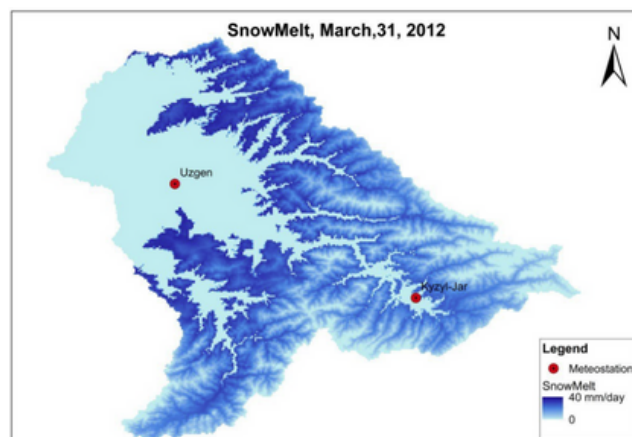 SnowMelt, March,31, 2012
N
Uzgen
Kyzyl-Jar
Legend
Meteostation
SnowMelt
40 mm/day
0